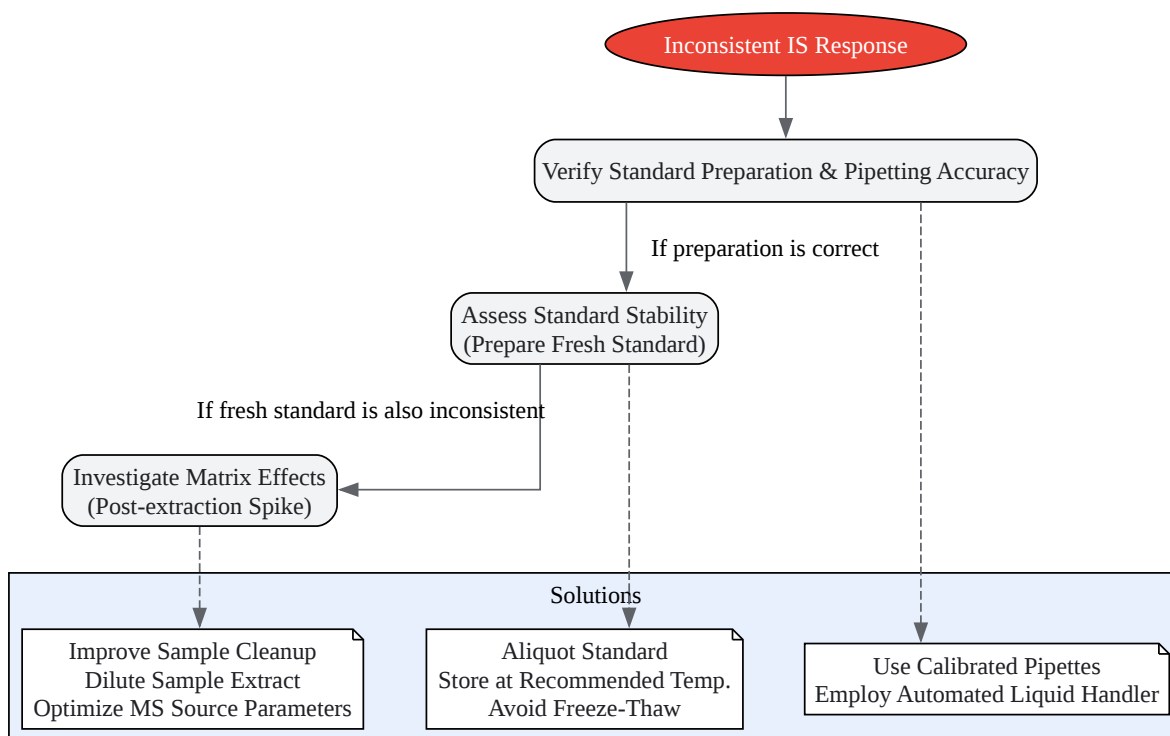 Inconsistent IS Response
Verify Standard Preparation & Pipetting Accuracy
If preparation is correct
Assess Standard Stability
(Prepare Fresh Standard)
If fresh standard is also inconsistent
Investigate Matrix Effects
(Post-extraction Spike)
Solutions
Improve Sample Cleanup
Dilute Sample Extract
Optimize MS Source Parameters
Aliquot Standard
Store at Recommended Temp.
Avoid Freeze-Thaw
Use Calibrated Pipettes
Employ Automated Liquid Handler